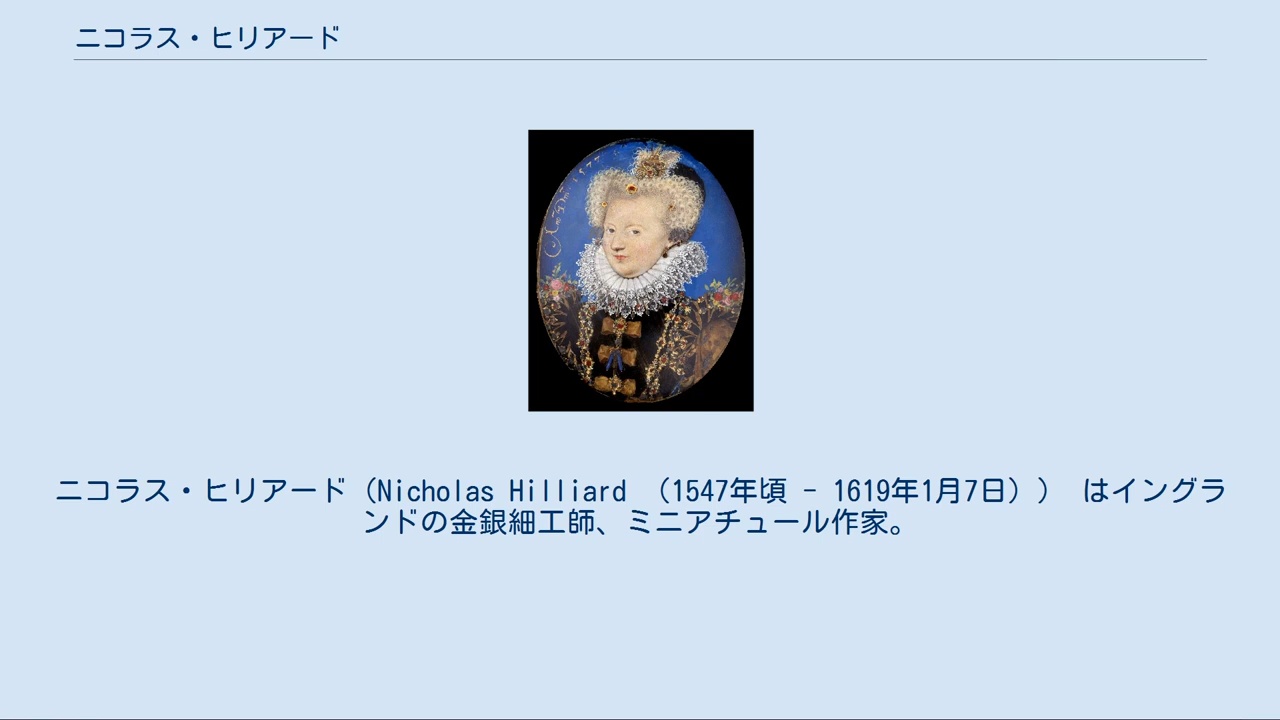 ニコラス・ヒリアード
ニコラス・ヒリアード（Nicholas Hilliard （1547年頃 - 1619年1月7日）） はイングラ
ンドの金銀細工師、ミニアチュール作家。